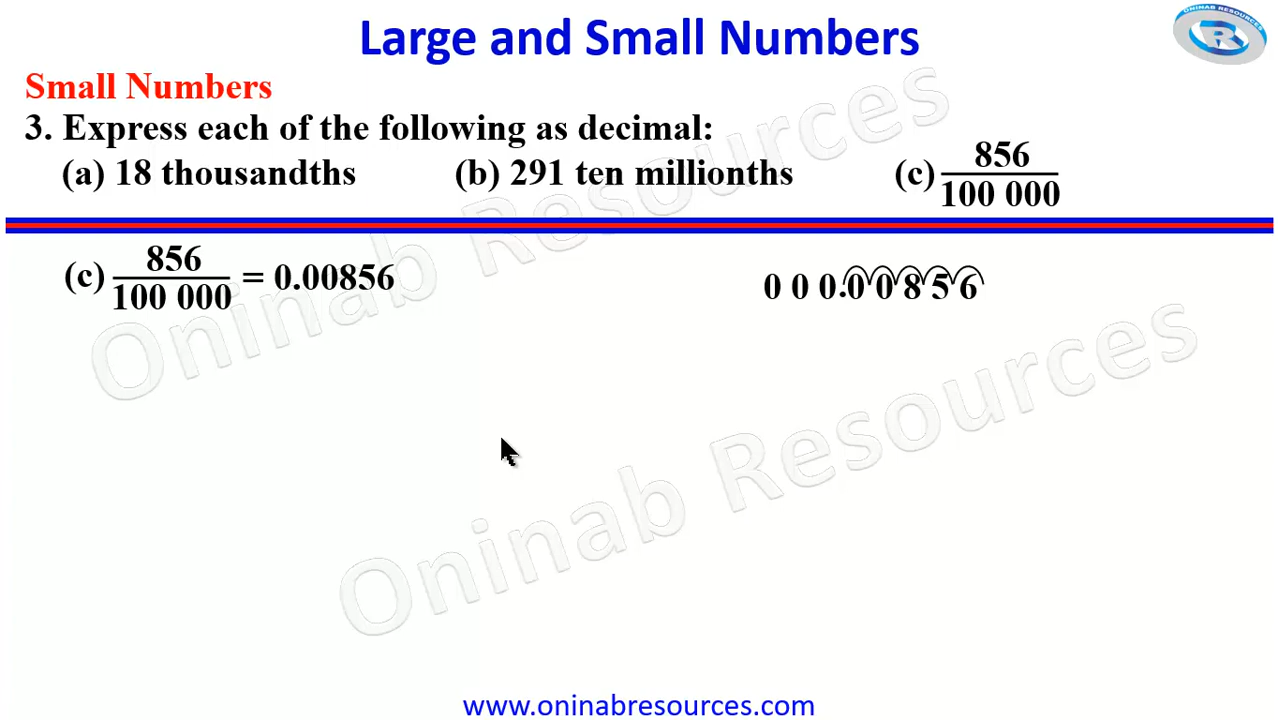 Large and Small Numbers
ONINAB RESOURCES
R
Small Numbers
3. Express each of the following as decimal:
(a) 18 thousandths (b) 291 ten millionths (c) 856/100 000
(c) 856/100 000 = 0.00856
0 0 0.0 0 8 5 6
Oninab Resources
Oninab Resources
www.oninabresources.com